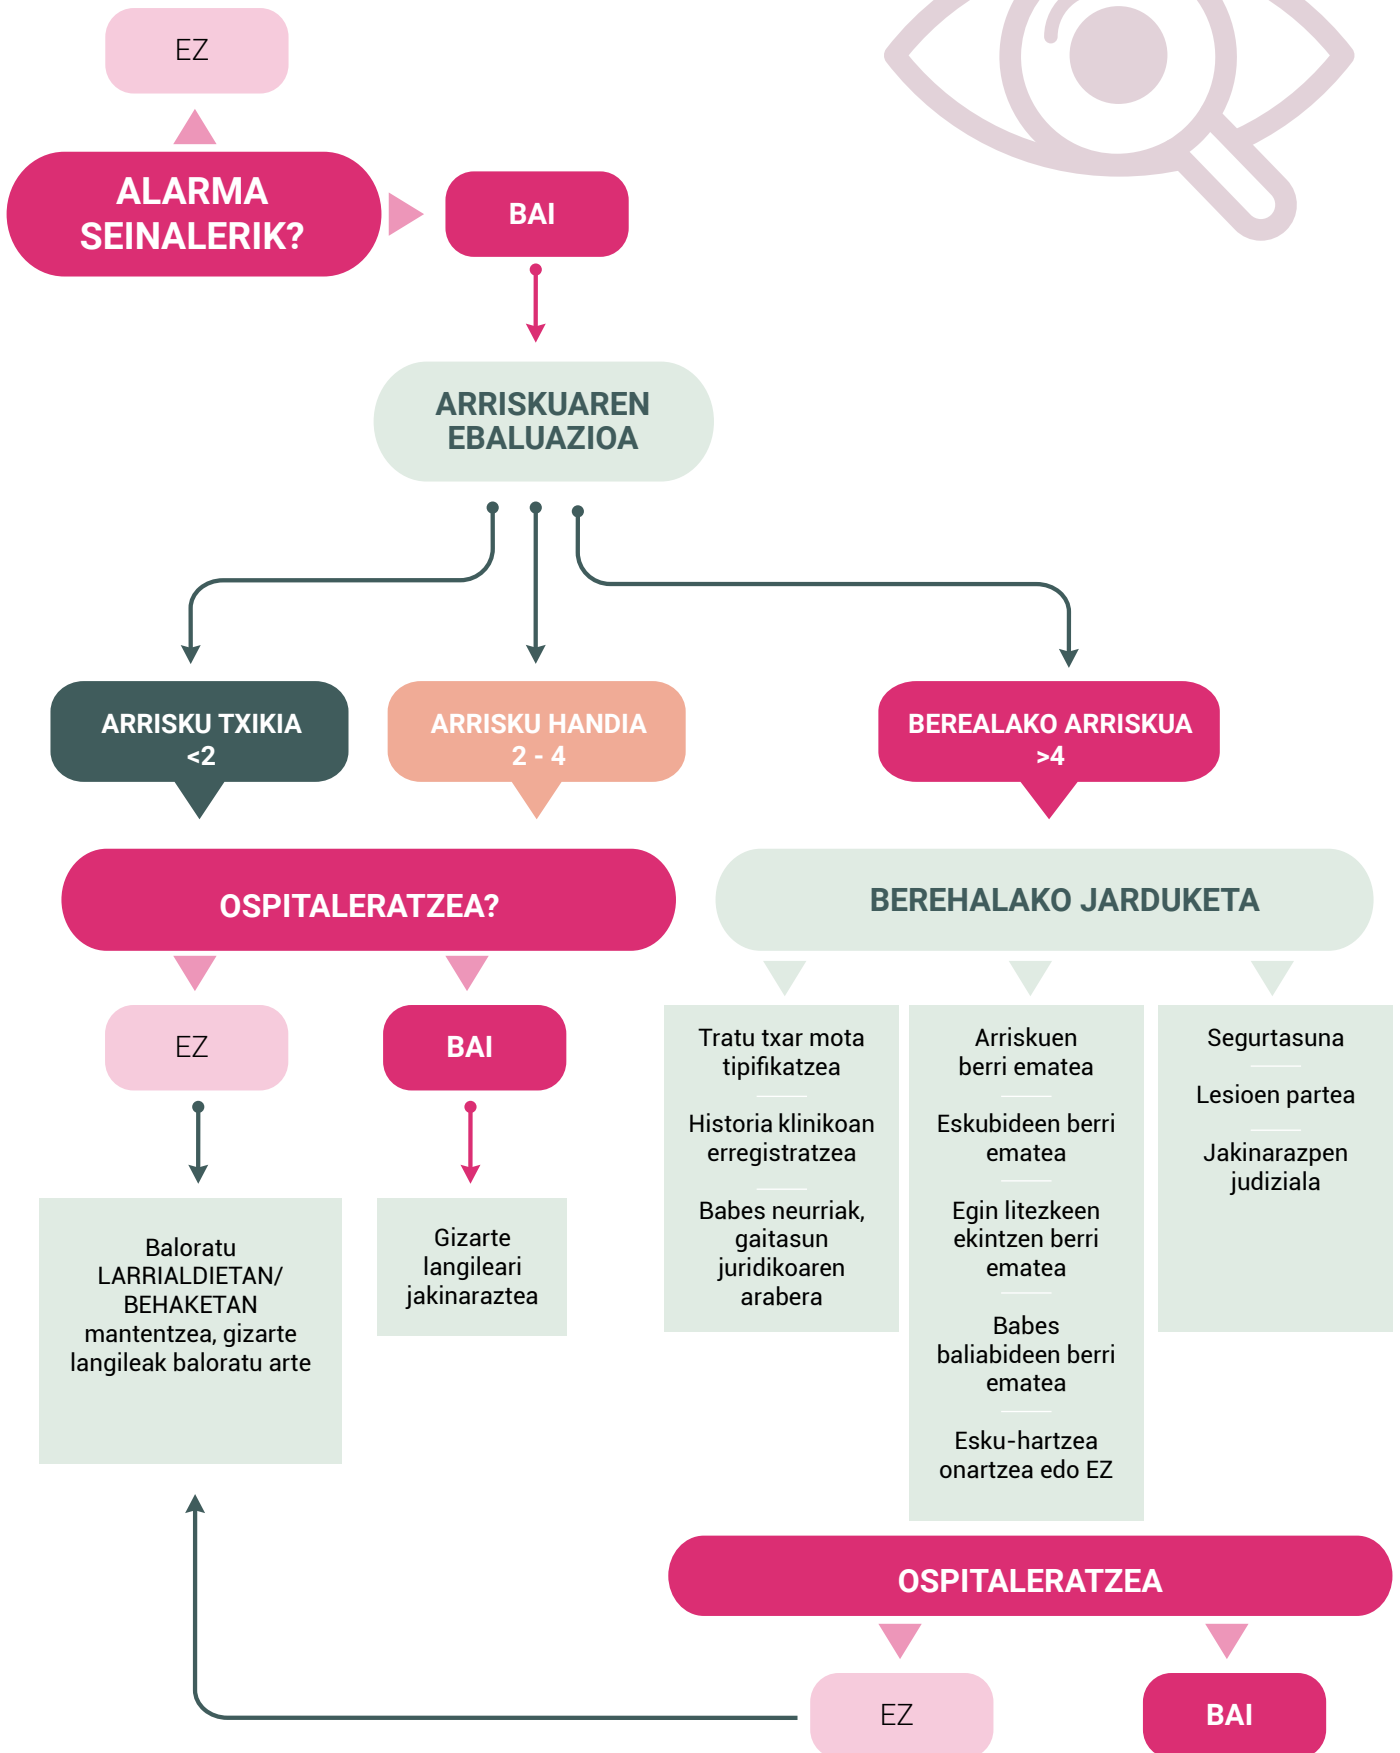 EZ
ALARMA
SEINALERIK?
BAI
ARRISKUAREN
EBALUAZIOA
ARRISKU TXIKIA
<2
ARRISKU HANDIA
2 - 4
BEREALAKO ARRISKUA
>4
OSPITALERATZEA?
EZ
BAI
Baloratu
LARRIALDIETAN/
BEHAKETAN
mantentzea, gizarte
langileak baloratu arte
Gizarte
langileari
jakinaraztea
BEREHALAKO JARDUKETA
Tratu txar mota
tipifikatzea
Historia klinikoan
erregistratzea
Babes neurriak,
gaitasun
juridikoaren
arabera
Arriskuen
berri ematea
Eskubideen berri
ematea
Egin litezkeen
ekintzen berri
ematea
Babes
baliabideen berri
ematea
Esku-hartzea
onartzea edo EZ
Segurtasuna
Lesioen partea
Jakinarazpen
judiziala
OSPITALERATZEA
EZ
BAI